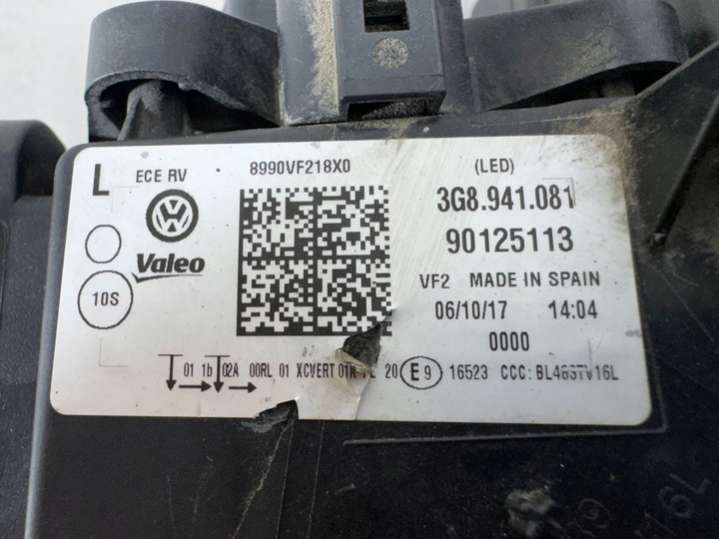 L ECE RV 8990VF218X0 (LED)
3G8.941.081
Valeo 90125113
10S VF2 MADE IN SPAIN
06/10/17 14:04
0000
01 1b 02A 00RL 01 XCVERT 20 E9 16523 CCC:
16L